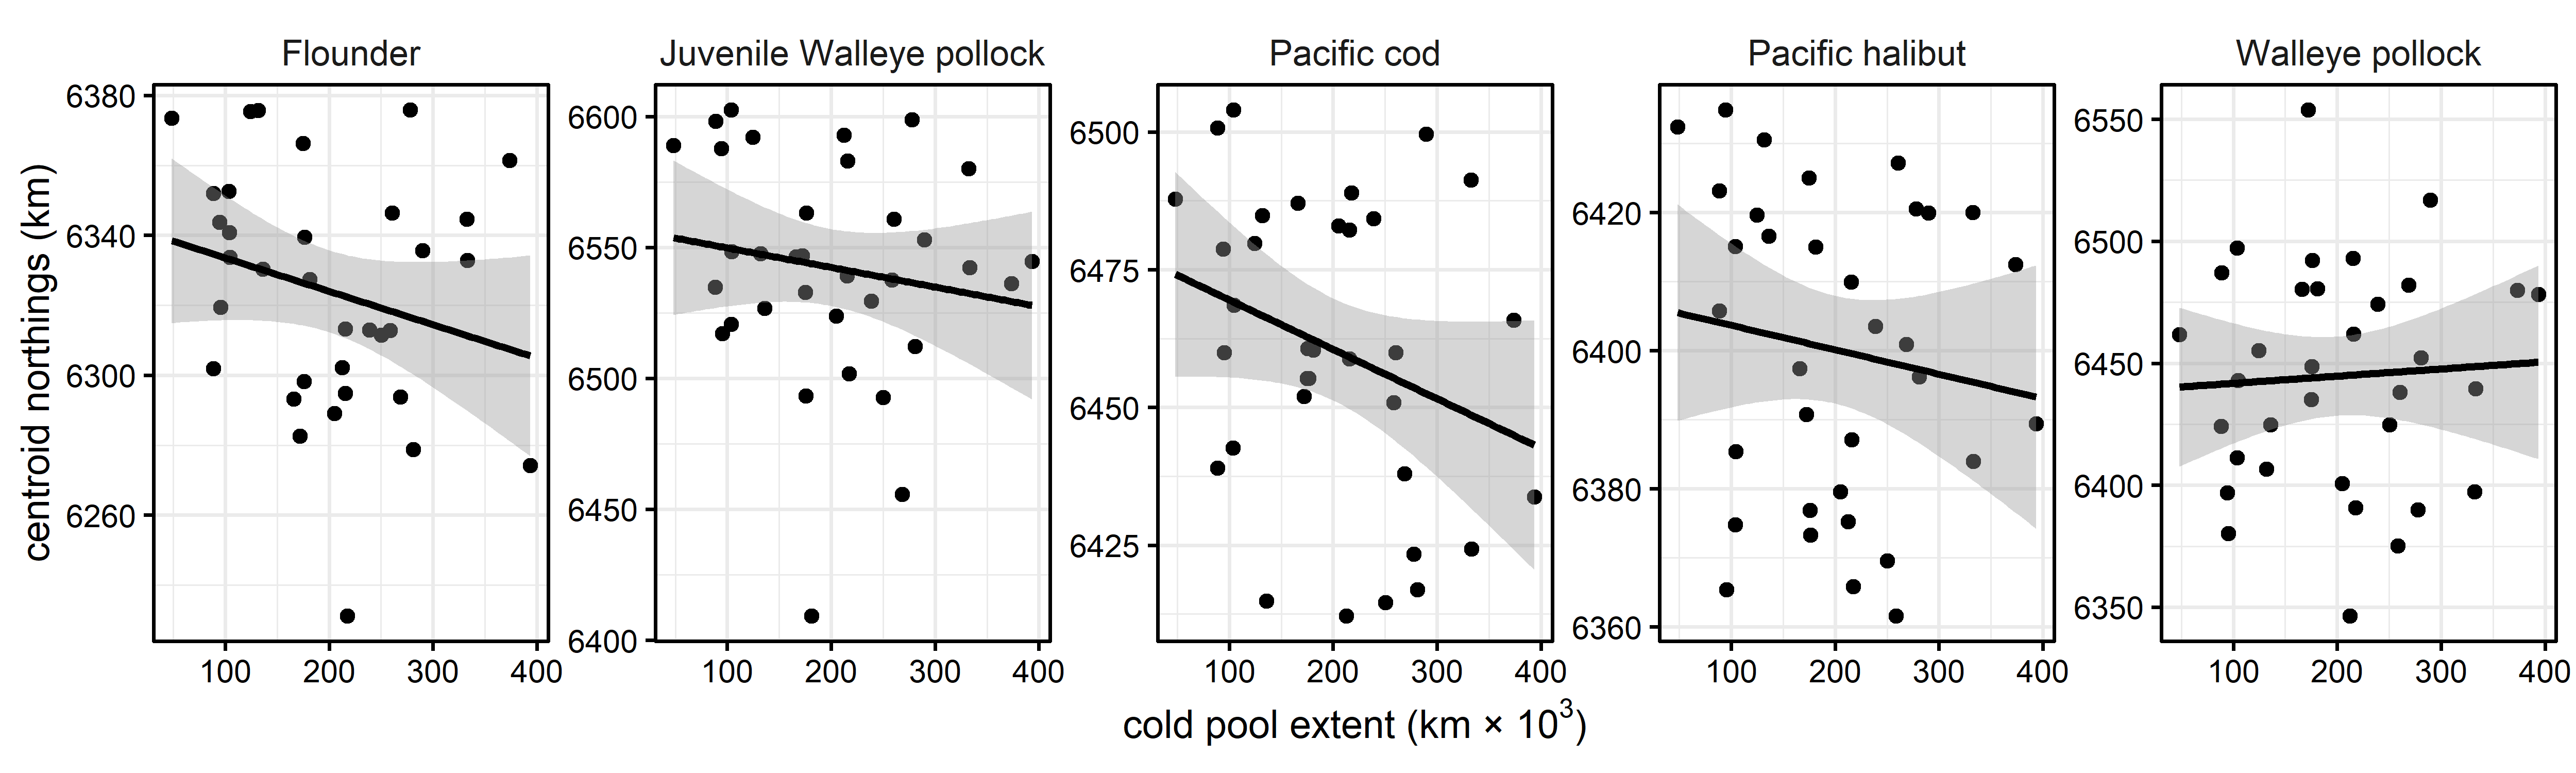 Flounder
Juvenile Walleye pollock
Pacific cod
Pacific halibut
Walleye pollock
centroid northings (km)
6380
6340
6300
6260
100 200 300 400
6600
6550
6500
6450
6400
100 200 300 400
6500
6475
6450
6425
100 200 300 400
6420
6400
6380
6360
100 200 300 400
6550
6500
6450
6400
6350
100 200 300 400
cold pool extent (km × 10³)